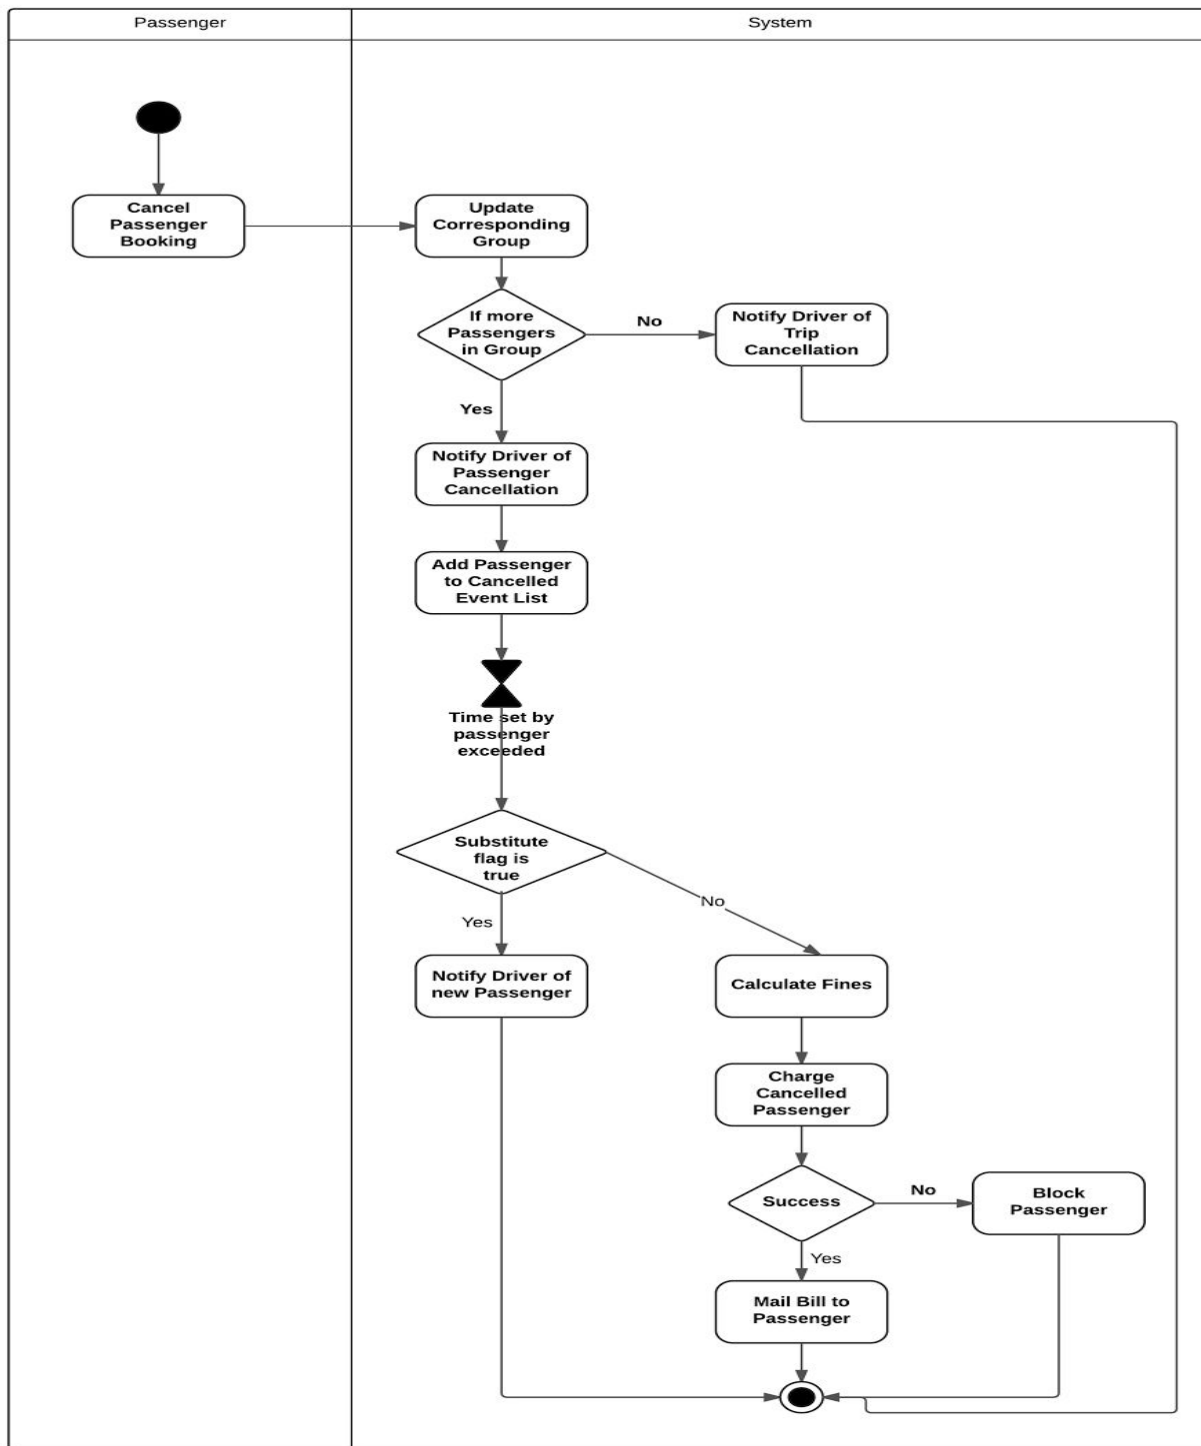 Passenger
System
Cancel
Passenger
Booking
Update
Corresponding
Group
If more
Passengers
in Group
No
Notify Driver of
Trip
Cancellation
Yes
Notify Driver of
Passenger
Cancellation
Add Passenger
to Cancelled
Event List
Time set by
passenger
exceeded
Substitute
flag is
true
No
Yes
Notify Driver of
new Passenger
Calculate Fines
Charge
Cancelled
Passenger
Success
No
Block
Passenger
Yes
Mail Bill to
Passenger